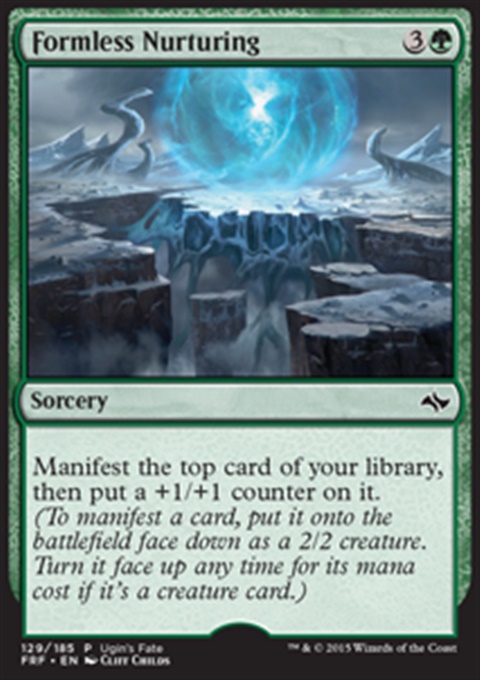 Formless Nurturing 3
Sorcery
Manifest the top card of your library,
then put a +1/+1 counter on it.
(To manifest a card, put it onto the
battlefield face down as a 2/2 creature.
Turn it face up any time for its mana
cost if it's a creature card.)
129/185 P Ugin's Fate
FRF • EN Cliff Childs
™ & © 2015 Wizards of the Coast